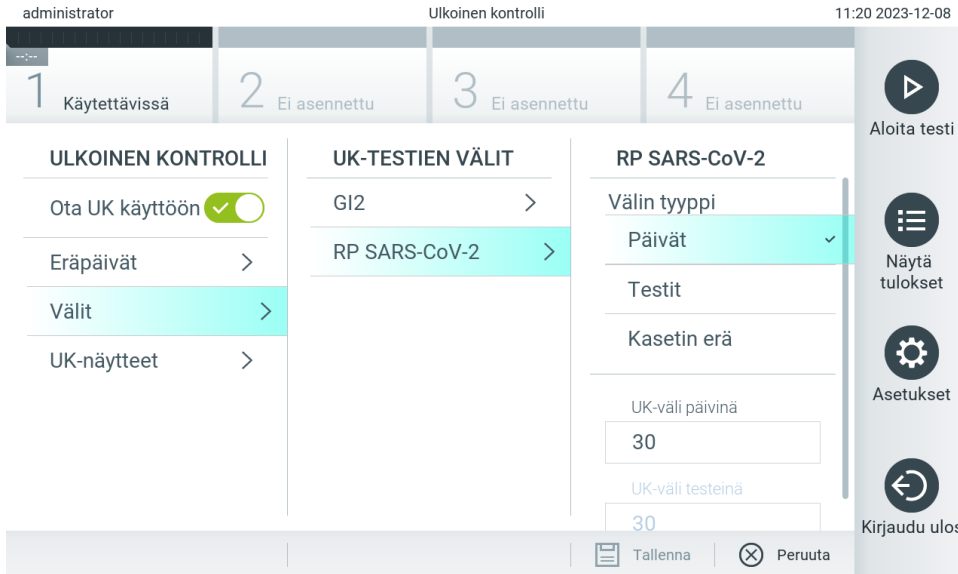 administrator
Ulkoinen kontrolli
11:20 2023-12-08
--:--
1 Käytettävissä
2 Ei asennettu
3 Ei asennettu
4 Ei asennettu
ULKOINEN KONTROLLI
Ota UK käyttöön
Eräpäivät
Välit
UK-näytteet
UK-TESTIEN VÄLIT
GI2
RP SARS-CoV-2
RP SARS-CoV-2
Välin tyyppi
Päivät
Testit
Kasetin erä
UK-väli päivinä
30
UK-väli testeinä
30
Tallenna
Peruuta
Aloita testi
Näytä
tulokset
Asetukset
Kirjaudu ulos